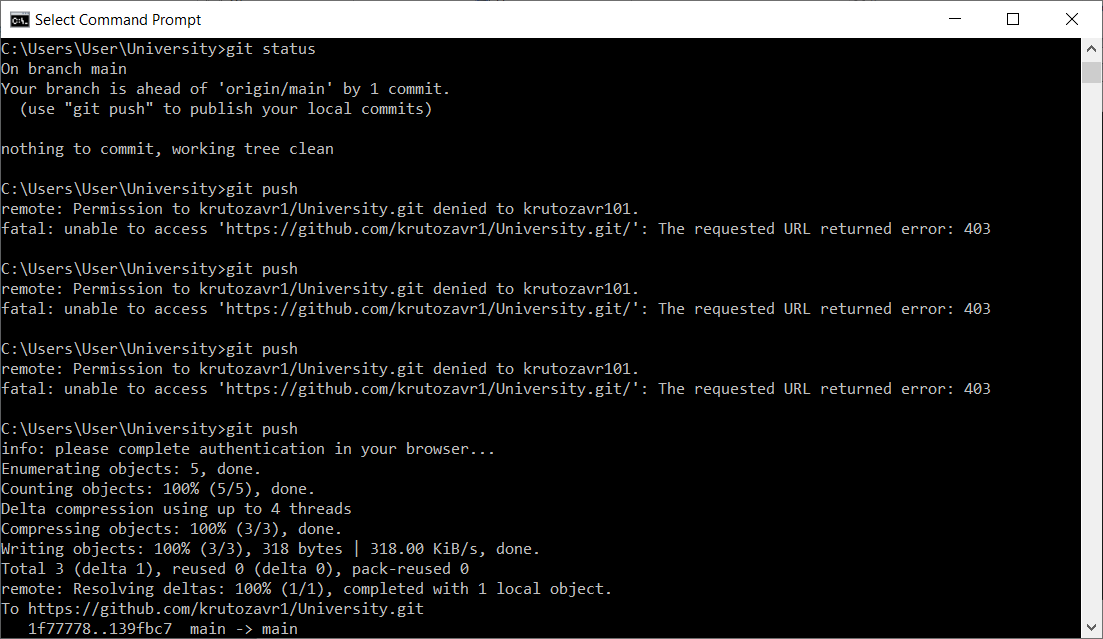 Select Command Prompt
C:\Users\User\University>git status
On branch main
Your branch is ahead of 'origin/main' by 1 commit.
  (use "git push" to publish your local commits)
nothing to commit, working tree clean
C:\Users\User\University>git push
remote: Permission to krutozavr1/University.git denied to krutozavr101.
fatal: unable to access 'https://github.com/krutozavr1/University.git/': The requested URL returned error: 403
C:\Users\User\University>git push
remote: Permission to krutozavr1/University.git denied to krutozavr101.
fatal: unable to access 'https://github.com/krutozavr1/University.git/': The requested URL returned error: 403
C:\Users\User\University>git push
remote: Permission to krutozavr1/University.git denied to krutozavr101.
fatal: unable to access 'https://github.com/krutozavr1/University.git/': The requested URL returned error: 403
C:\Users\User\University>git push
info: please complete authentication in your browser...
Enumerating objects: 5, done.
Counting objects: 100% (5/5), done.
Delta compression using up to 4 threads
Compressing objects: 100% (3/3), done.
Writing objects: 100% (3/3), 318 bytes | 318.00 KiB/s, done.
Total 3 (delta 1), reused 0 (delta 0), pack-reused 0
remote: Resolving deltas: 100% (1/1), completed with 1 local object.
To https://github.com/krutozavr1/University.git
   1f77778..139fbc7  main -> main